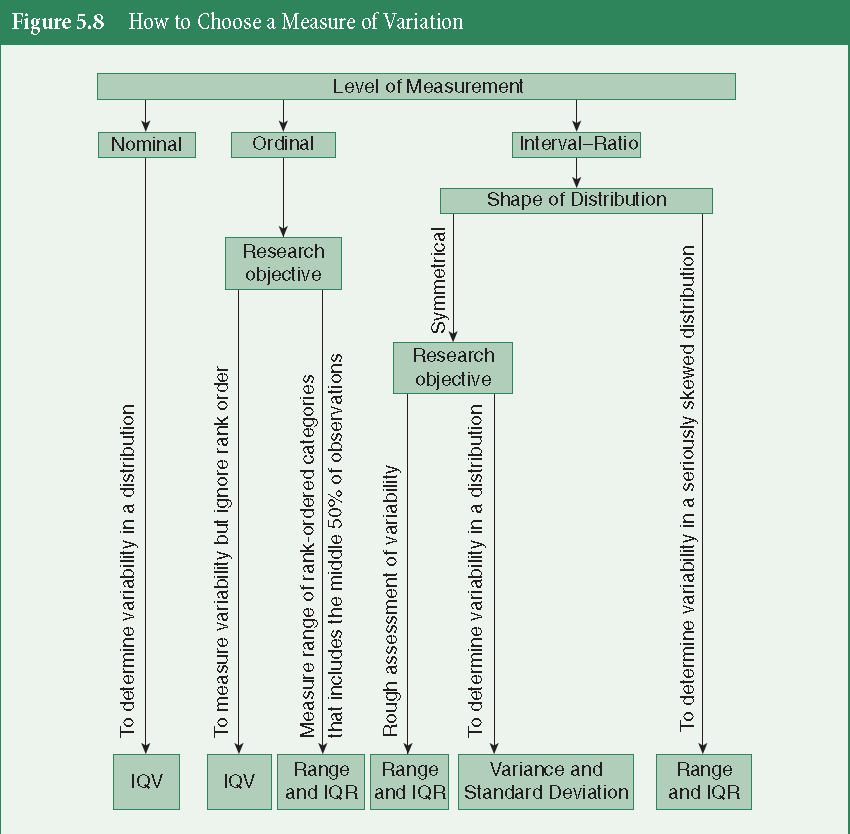 Figure 5.8 How to Choose a Measure of Variation
Level of Measurement
Nominal
Ordinal
Interval–Ratio
Shape of Distribution
Research
objective
Symmetrical
Research
objective
To determine variability in a distribution
To measure variability but ignore rank order
Measure range of rank-ordered categories
that includes the middle 50% of observations
Rough assessment of variability
To determine variability in a distribution
To determine variability in a seriously skewed distribution
IQV
IQV
Range
and IQR
Range
and IQR
Variance and
Standard Deviation
Range
and IQR